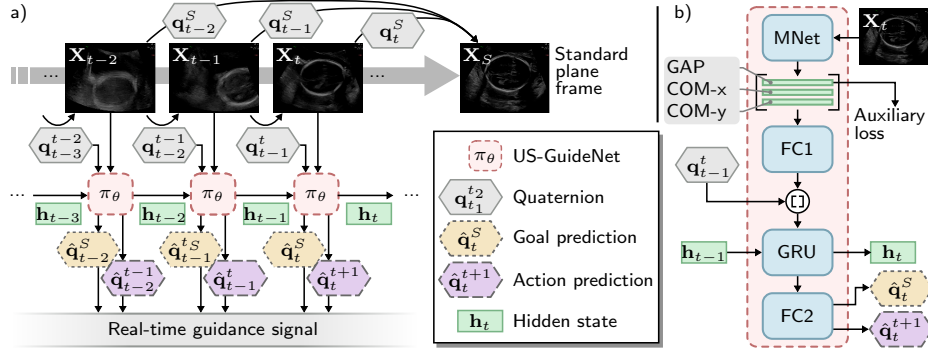 a)
q^S_{t-2}
q^S_{t-1}
q^S_t
X_{t-2}
X_{t-1}
X_t
X_S
...
...
Standard
plane
frame
q^{t-2}_{t-3}
q^{t-1}_{t-2}
q^t_{t-1}
...
π_θ
π_θ
π_θ
...
h_{t-3}
h_{t-2}
h_{t-1}
h_t
q̂^S_{t-2}
q̂^{tS}_{t-1}
q̂^S_t
q̂^{t-1}_{t-2}
q̂^t_{t-1}
q̂^{t+1}_t
Real-time guidance signal
π_θ US-GuideNet
q^{t_2}_{t_1} Quaternion
q̂^S_t Goal prediction
q̂^{t+1}_t Action prediction
h_t Hidden state
b)
MNet
X_t
GAP
COM-x
COM-y
Auxiliary
loss
FC1
q^t_{t-1}
[]
h_{t-1}
GRU
h_t
FC2
q̂^S_t
q̂^{t+1}_t